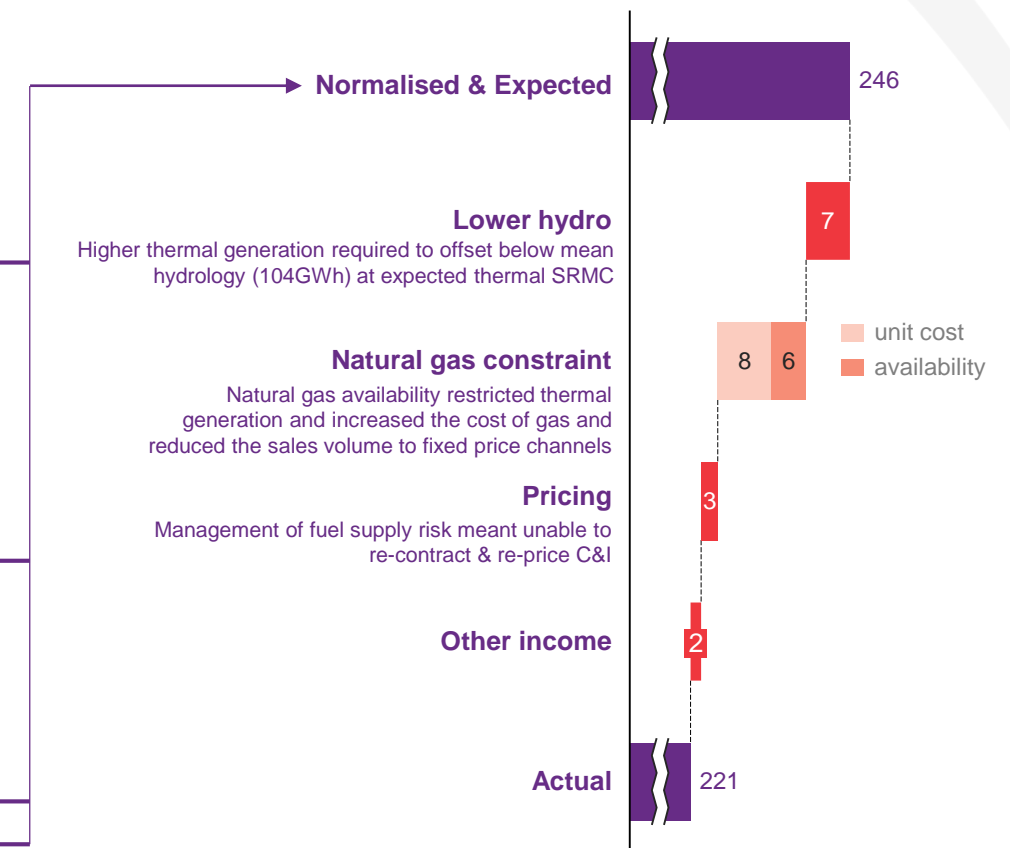 Normalised & Expected
246
Lower hydro
Higher thermal generation required to offset below mean
hydrology (104GWh) at expected thermal SRMC
7
unit cost
availability
Natural gas constraint
Natural gas availability restricted thermal
generation and increased the cost of gas and
reduced the sales volume to fixed price channels
8
6
Pricing
Management of fuel supply risk meant unable to
re-contract & re-price C&I
3
Other income
2
Actual
221